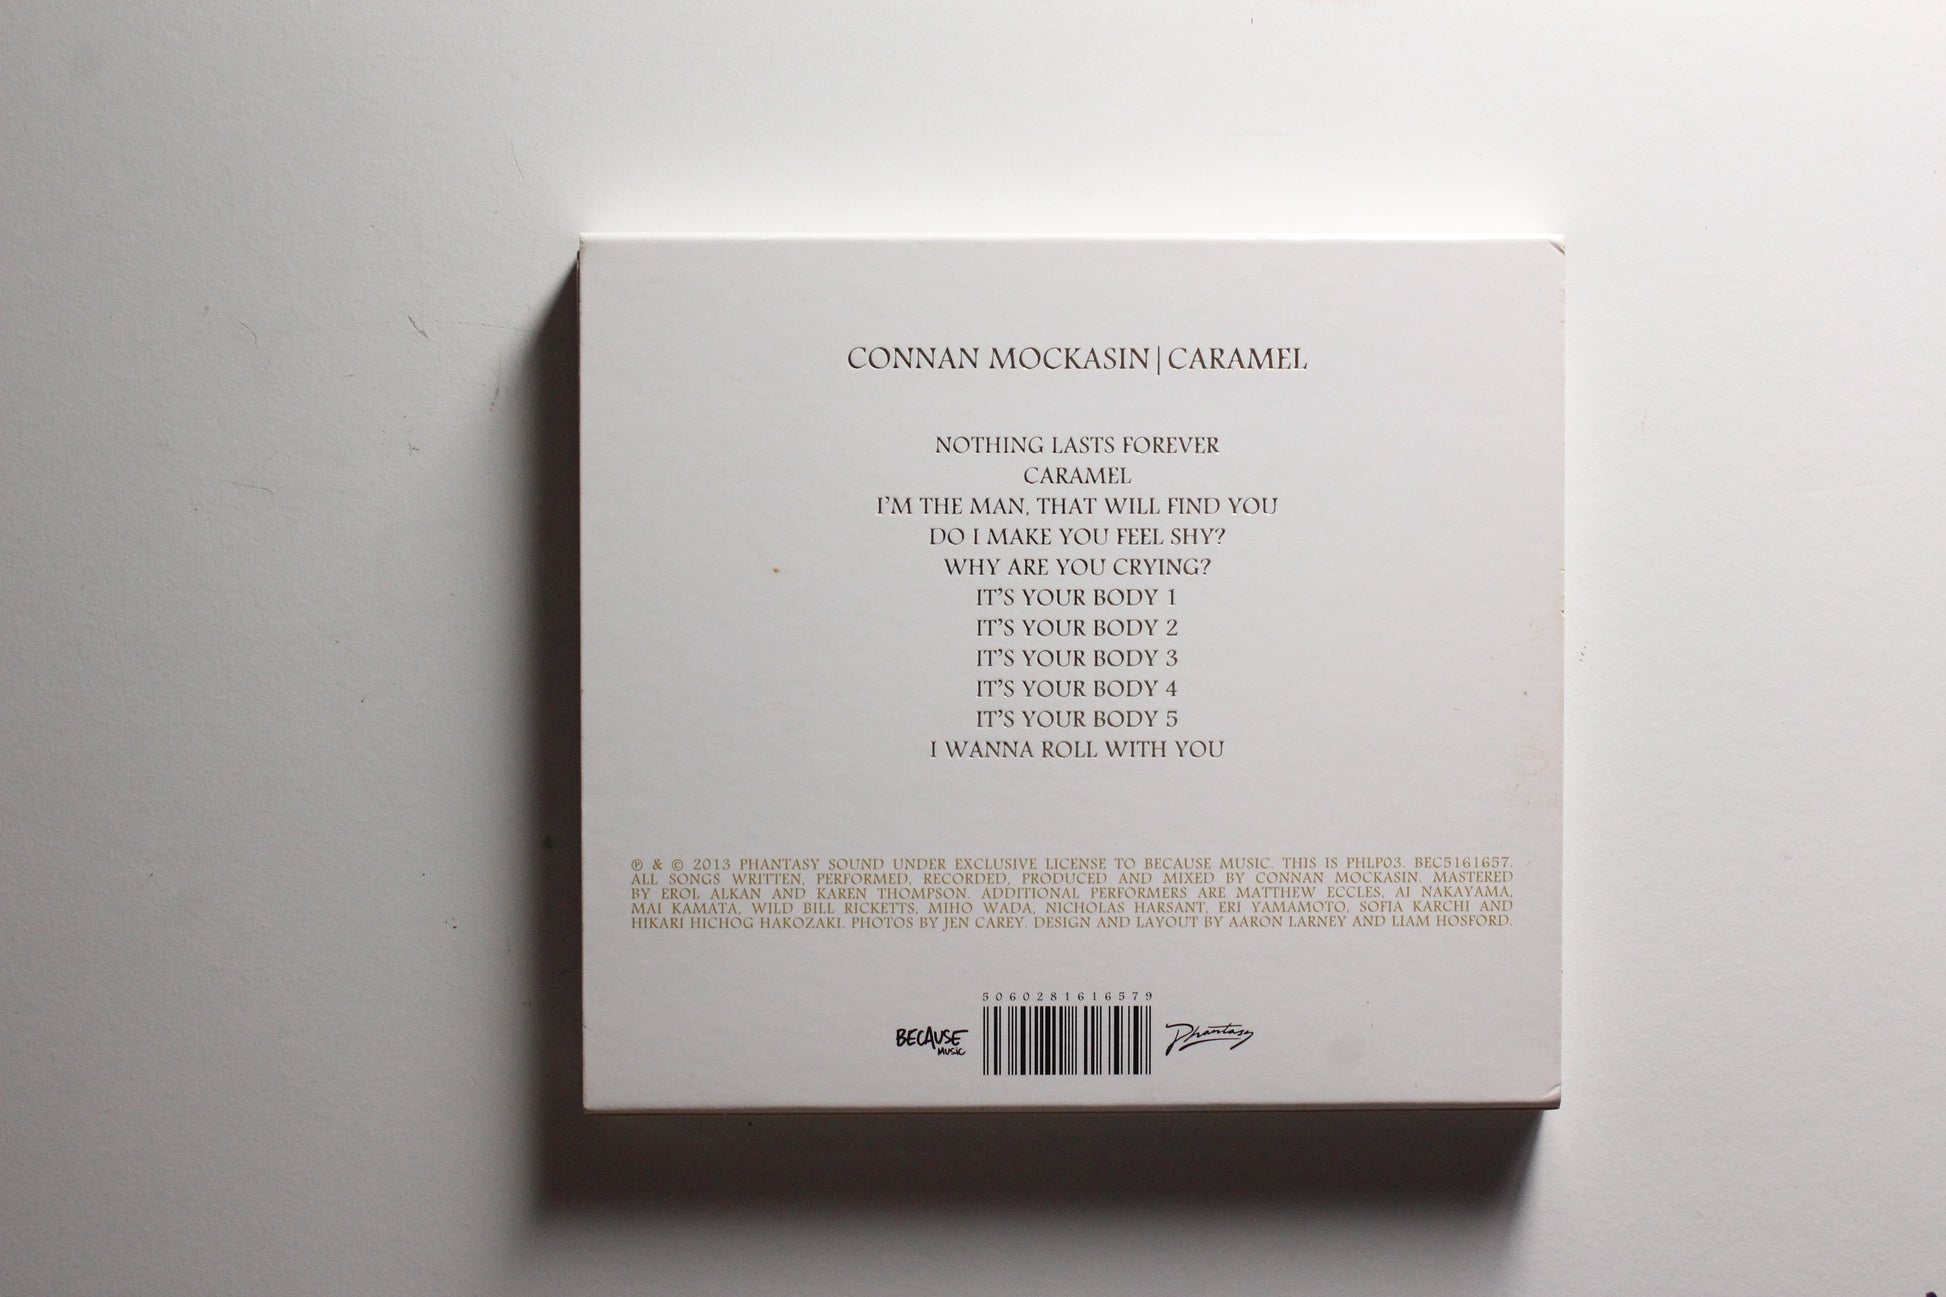 CONNAN MOCKASIN|CARAMEL
NOTHING LASTS FOREVER
CARAMEL
I'M THE MAN, THAT WILL FIND YOU
DO I MAKE YOU FEEL SHY?
WHY ARE YOU CRYING?
IT'S YOUR BODY 1
IT'S YOUR BODY 2
IT'S YOUR BODY 3
IT'S YOUR BODY 4
IT'S YOUR BODY 5
I WANNA ROLL WITH YOU
℗ & © 2013 PHANTASY SOUND UNDER EXCLUSIVE LICENSE TO BECAUSE MUSIC. THIS IS PHLP03. BEC5161657.
ALL SONGS WRITTEN, PERFORMED, RECORDED, PRODUCED AND MIXED BY CONNAN MOCKASIN. MASTERED
BY EROL ALKAN AND KAREN THOMPSON. ADDITIONAL PERFORMERS ARE MATTHEW ECCLES, AI NAKAYAMA,
MAI KAMATA, WILD BILL RICKETTS, MIHO WADA, NICHOLAS HARSANT, ERI YAMAMOTO, SOFIA KARCHI AND
HIKARI HICHOG HAKOZAKI. PHOTOS BY JEN CAREY. DESIGN AND LAYOUT BY AARON LARNEY AND LIAM HOSFORD.
5060281616579
BECAUSE
MUSIC
Phantasy